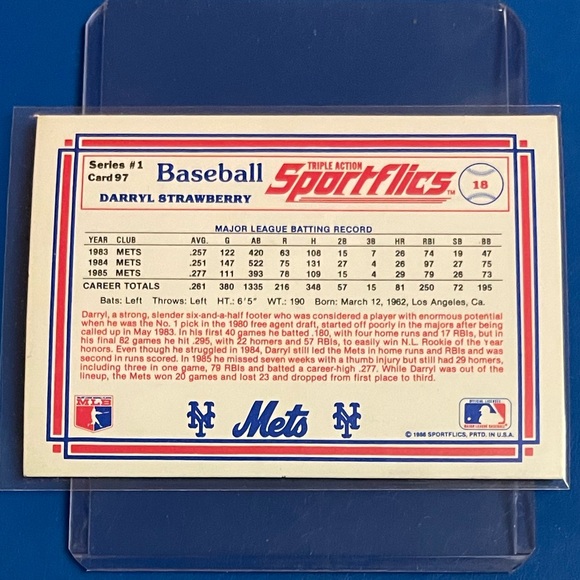 Series #1
Card 97
Baseball
TRIPLE ACTION
Sportflics™
18
DARRYL STRAWBERRY
MAJOR LEAGUE BATTING RECORD
YEAR CLUB AVG. G AB R H 2B 3B HR RBI SB BB
1983 METS .257 122 420 63 108 15 7 26 74 19 47
1984 METS .251 147 522 75 131 27 4 26 97 27 75
1985 METS .277 111 393 78 109 15 4 29 79 26 73
CAREER TOTALS .261 380 1335 216 348 57 15 81 250 72 195
Bats: Left Throws: Left HT.: 6'5" WT.: 190 Born: March 12, 1962, Los Angeles, Ca.
Darryl, a strong, slender six-and-a-half footer who was considered a player with enormous potential
when he was the No. 1 pick in the 1980 free agent draft, started off poorly in the majors after being
called up in May 1983. In his first 40 games he batted .180, with four home runs and 17 RBIs, but in
his final 82 games he hit .295, with 22 homers and 57 RBIs, to easily win N.L. Rookie of the Year
honors. Even though he struggled in 1984, Darryl still led the Mets in home runs and RBIs and was
second in runs scored. In 1985 he missed seven weeks with a thumb injury but still had 29 homers,
including three in one game, 79 RBIs and batted a career-high .277. While Darryl was out of the
lineup, the Mets won 20 games and lost 23 and dropped from first place to third.
MLB
NY
Mets
NY
© 1986 SPORTFLICS, PRTD. IN U.S.A.